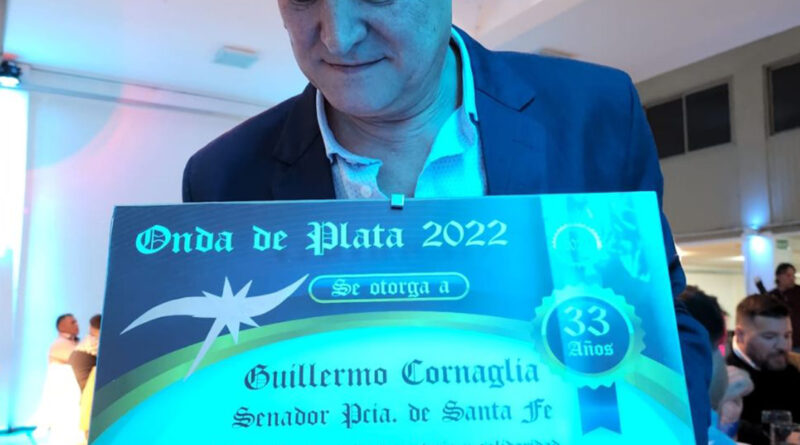 Onda de Plata 2022
Se otorga a
33
Años
Guillermo Cornaglia
Senador Pcia. de Santa Fe